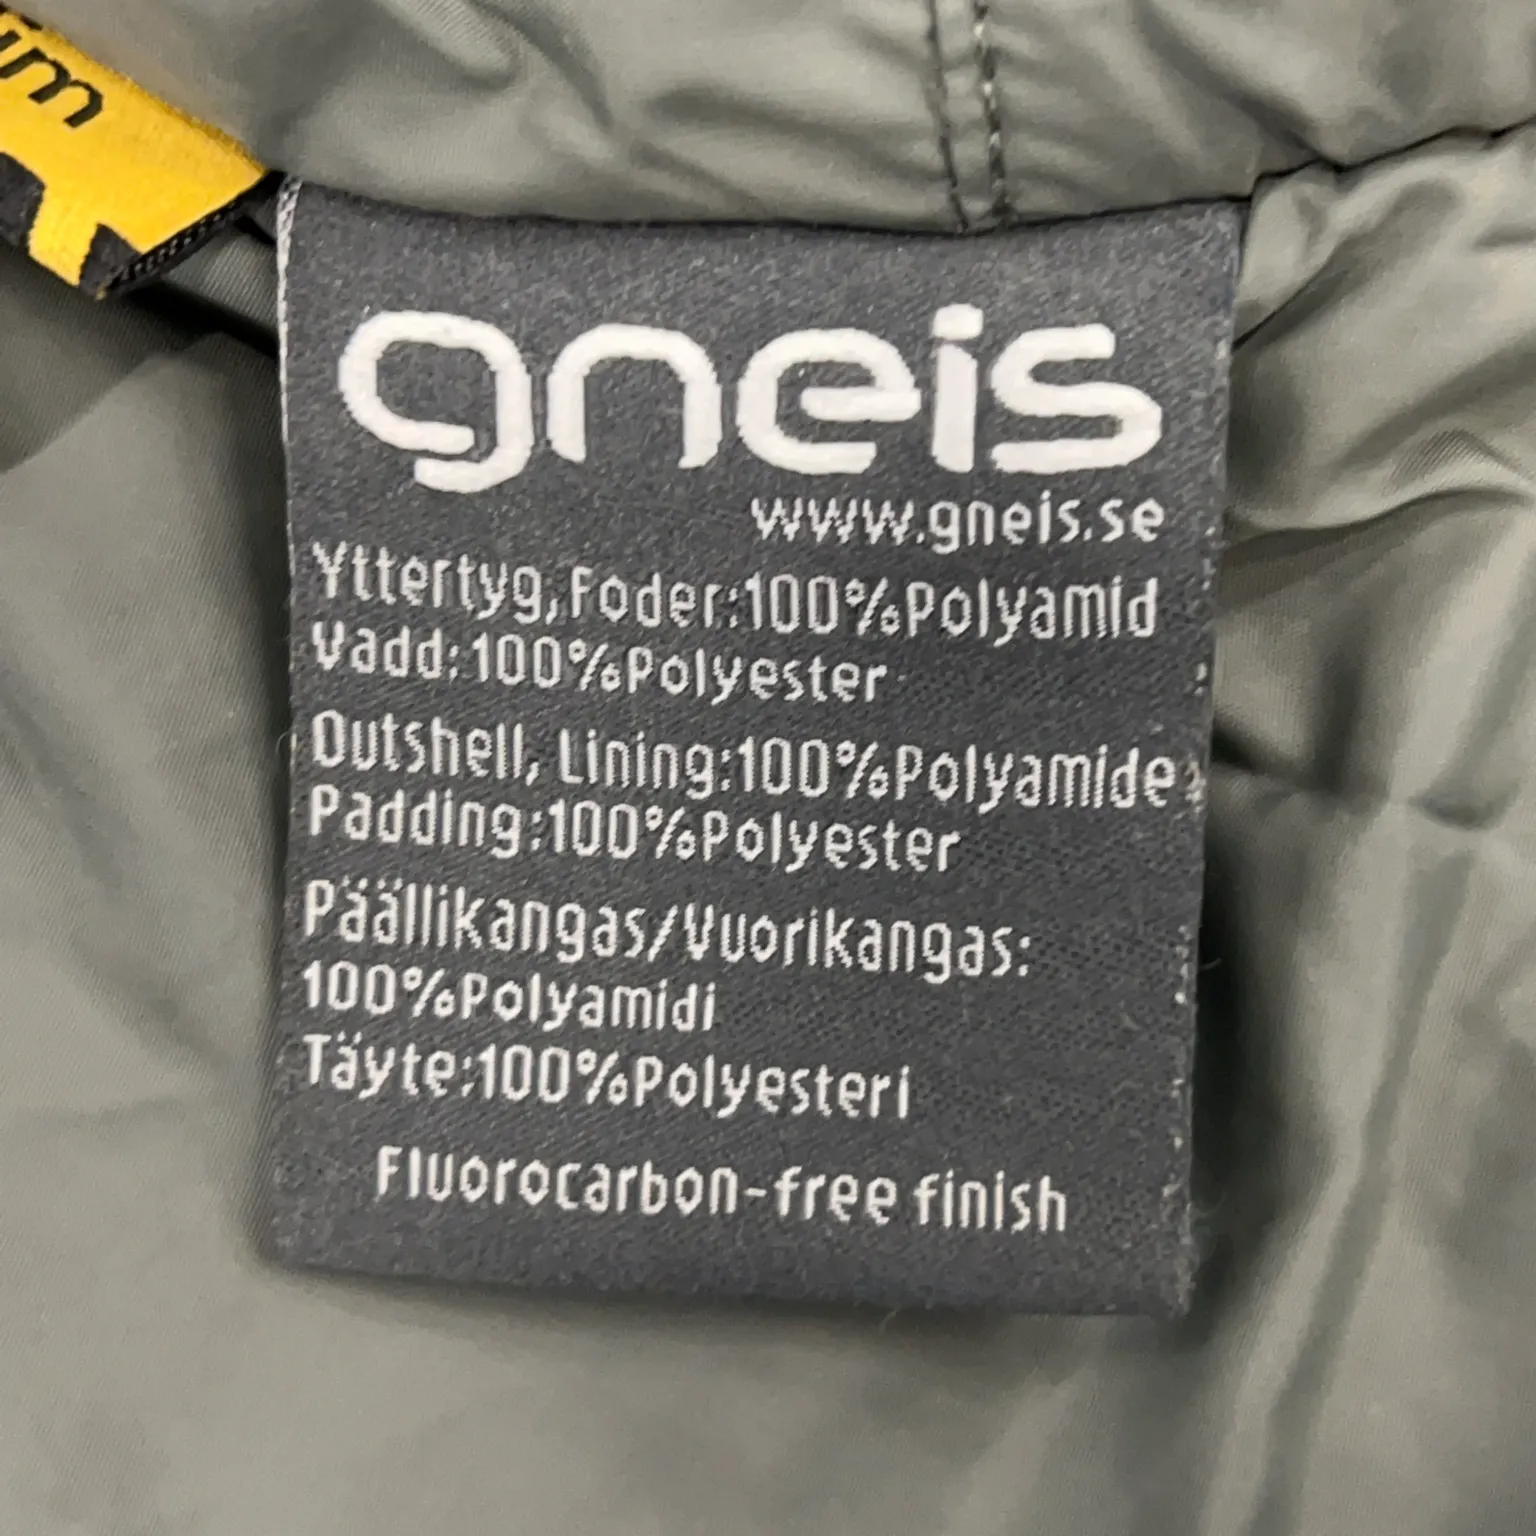 gneis
www.gneis.se
Yttertyg, Foder:100%Polyamid
Vadd:100%Polyester
Outshell, Lining:100%Polyamide
Padding:100%Polyester
Päällikangas/Vuorikangas:
100%Polyamidi
Täyte:100%Polyesteri
Fluorocarbon-free finish